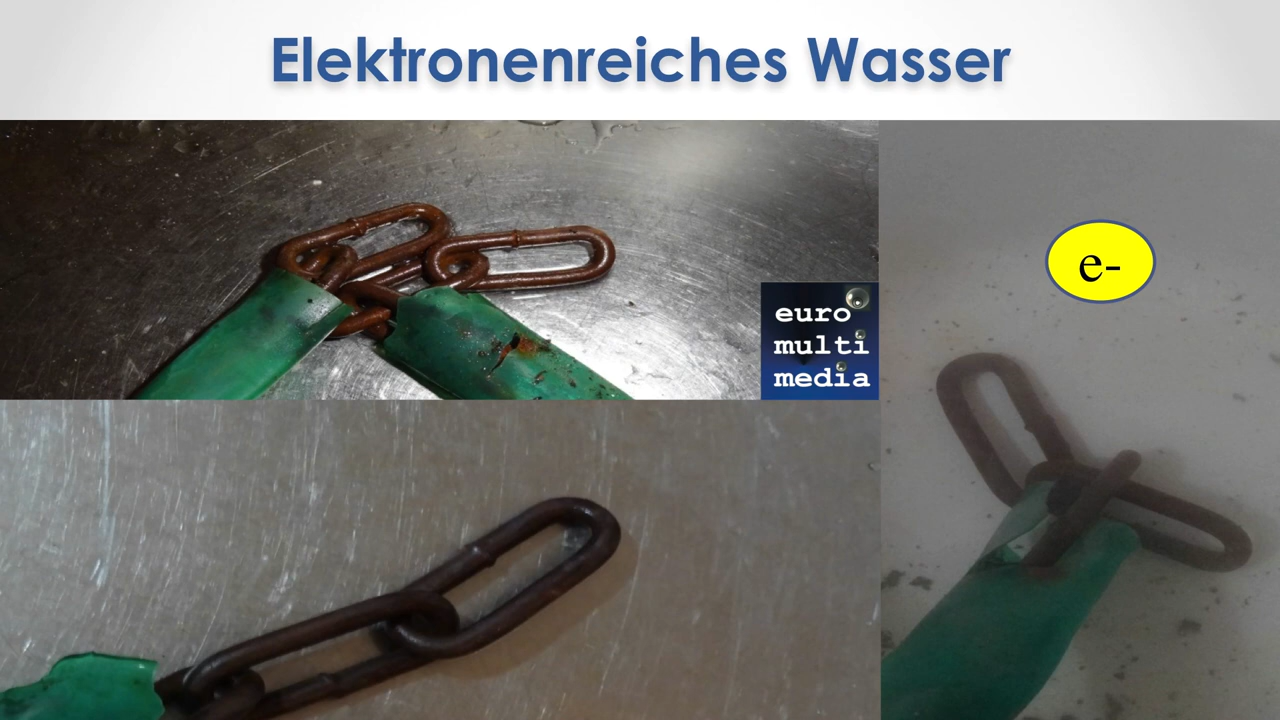 Elektronenreiches Wasser
euro
multi
media
e-